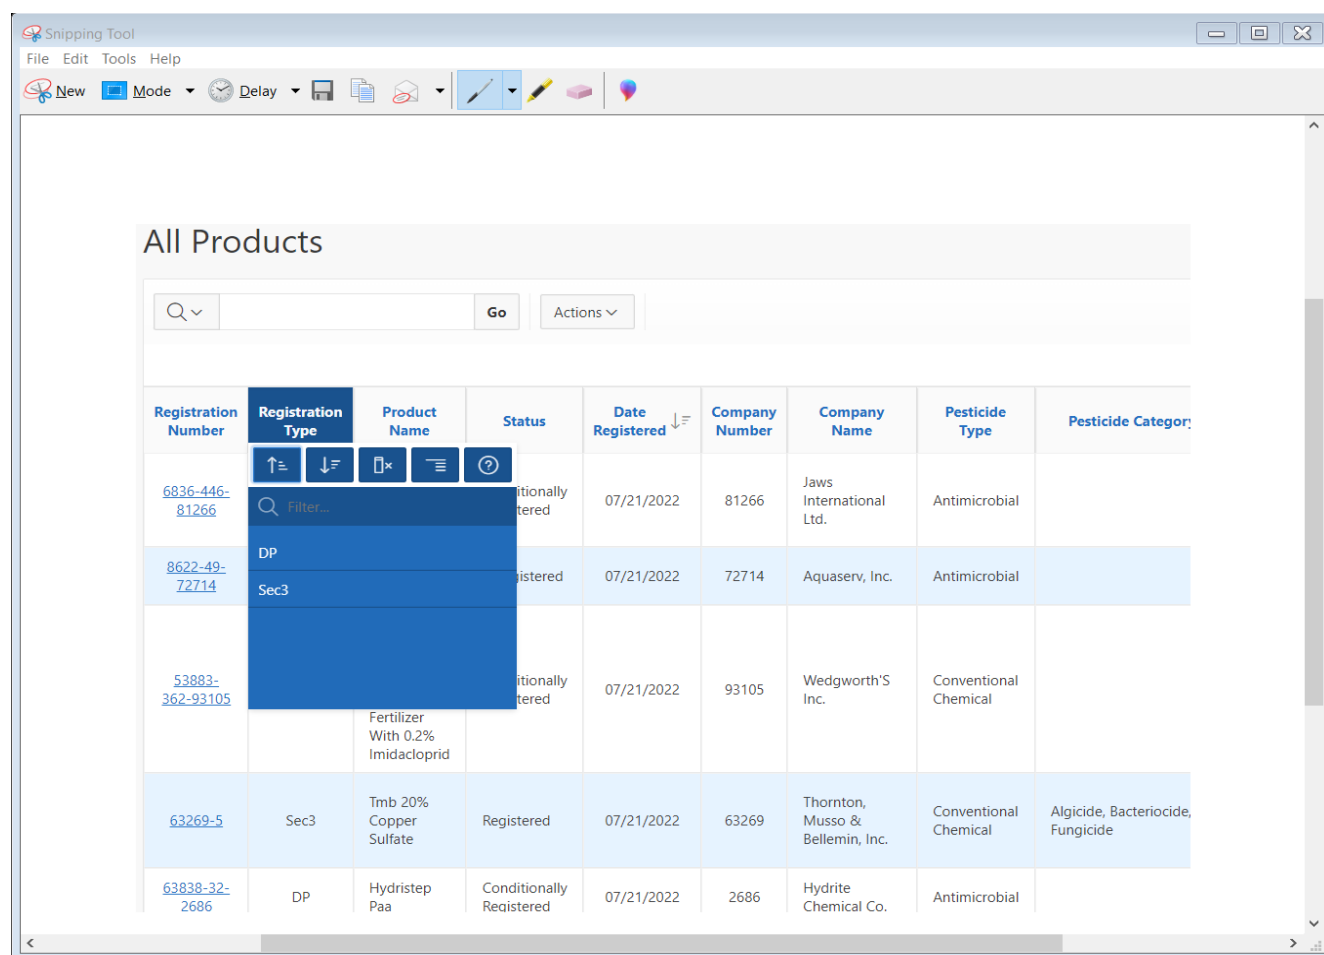 Snipping Tool
File Edit Tools Help
New Mode Delay
All Products
Go Actions
Registration Number Registration Type Product Name Status Date Registered Company Number Company Name Pesticide Type Pesticide Category
Filter...
DP
Sec3
6836-446-
81266
07/21/2022
81266
Jaws
International
Ltd.
Antimicrobial
8622-49-
72714
07/21/2022
72714
Aquaserv, Inc.
Antimicrobial
53883-
362-93105
Fertilizer
With 0.2%
Imidacloprid
07/21/2022
93105
Wedgworth'S
Inc.
Conventional
Chemical
63269-5
Sec3
Tmb 20%
Copper
Sulfate
Registered
07/21/2022
63269
Thornton,
Musso &
Bellemin, Inc.
Conventional
Chemical
Algicide, Bacteriocide,
Fungicide
63838-32-
2686
DP
Hydristep
Paa
Conditionally
Registered
07/21/2022
2686
Hydrite
Chemical Co.
Antimicrobial